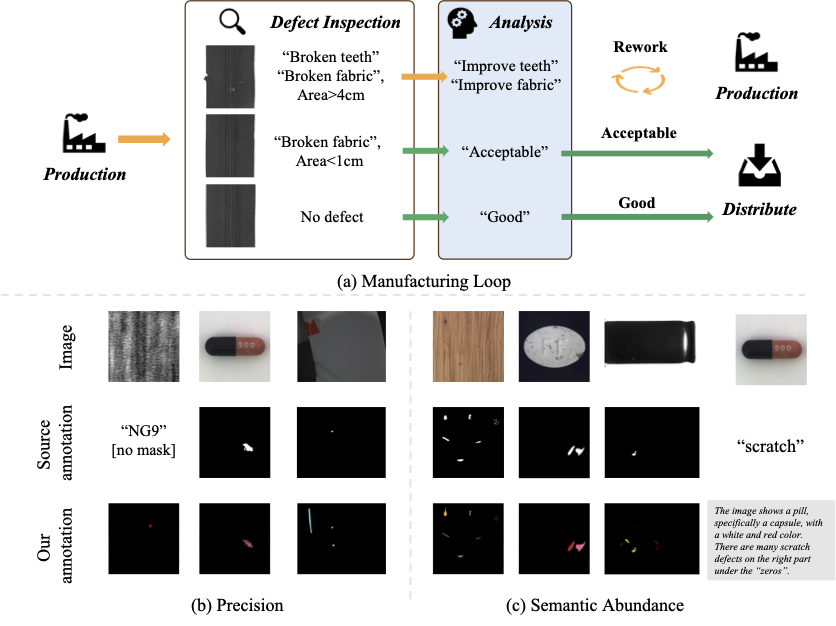 Defect Inspection
Analysis
“Broken teeth”
“Broken fabric”,
Area>4cm
“Improve teeth”
“Improve fabric”
Rework
Production
Production
“Broken fabric”,
Area<1cm
“Acceptable”
Acceptable
No defect
“Good”
Good
Distribute
(a) Manufacturing Loop
Image
500
FF
500
Source
annotation
“NG9”
[no mask]
“scratch”
Our
annotation
The image shows a pill,
specifically a capsule, with
a white and red color.
There are many scratch
defects on the right part
under the “zeros”.
(b) Precision
(c) Semantic Abundance